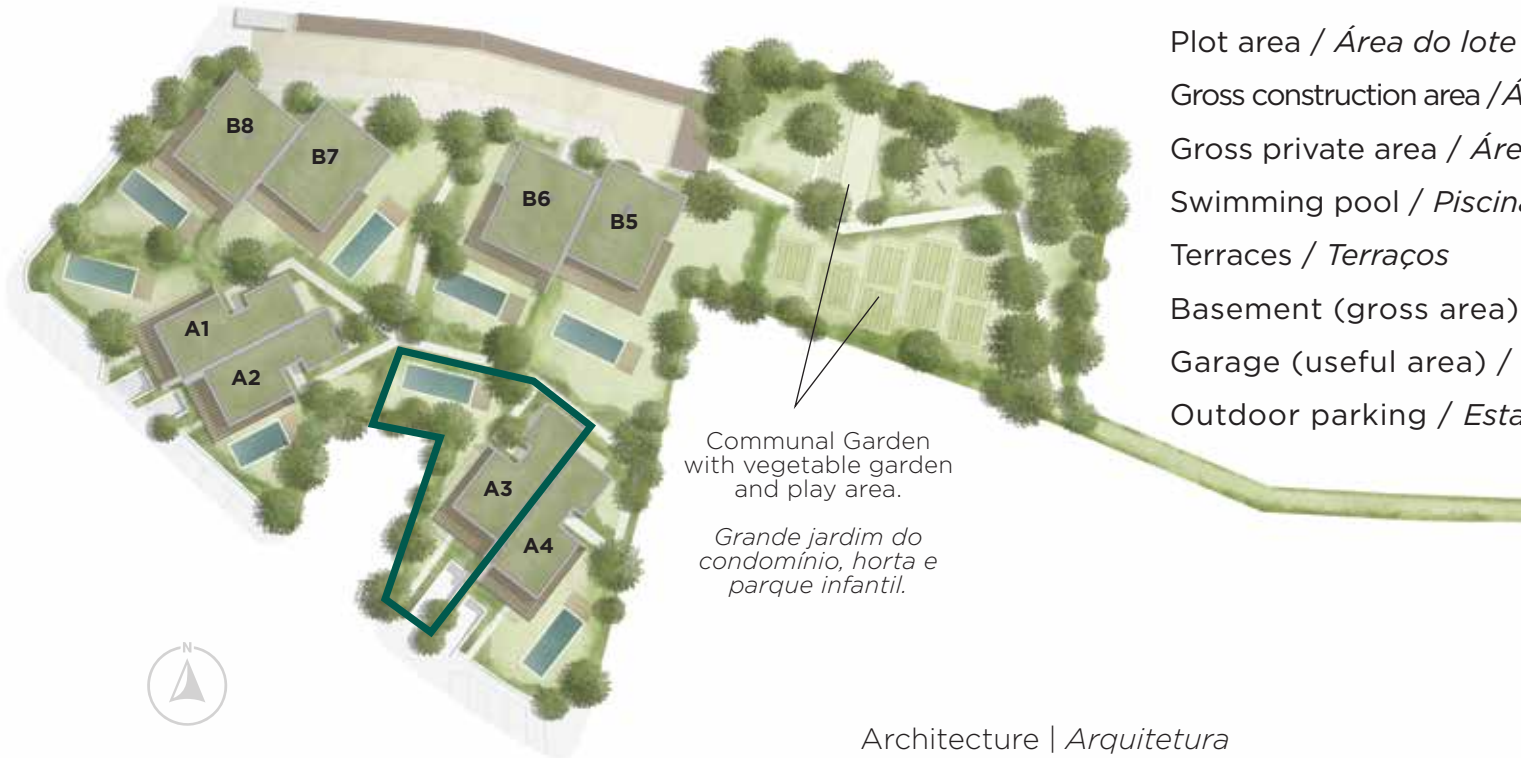 B8
B7
B6
B5
A1
A2
A3
A4
N
Communal Garden
with vegetable garden
and play area.
Grande jardim do
condomínio, horta e
parque infantil.
Plot area / Área do lote
Gross construction area / Á
Gross private area / Áre
Swimming pool / Piscina
Terraces / Terraços
Basement (gross area)
Garage (useful area) /
Outdoor parking / Esta
Architecture | Arquitetura